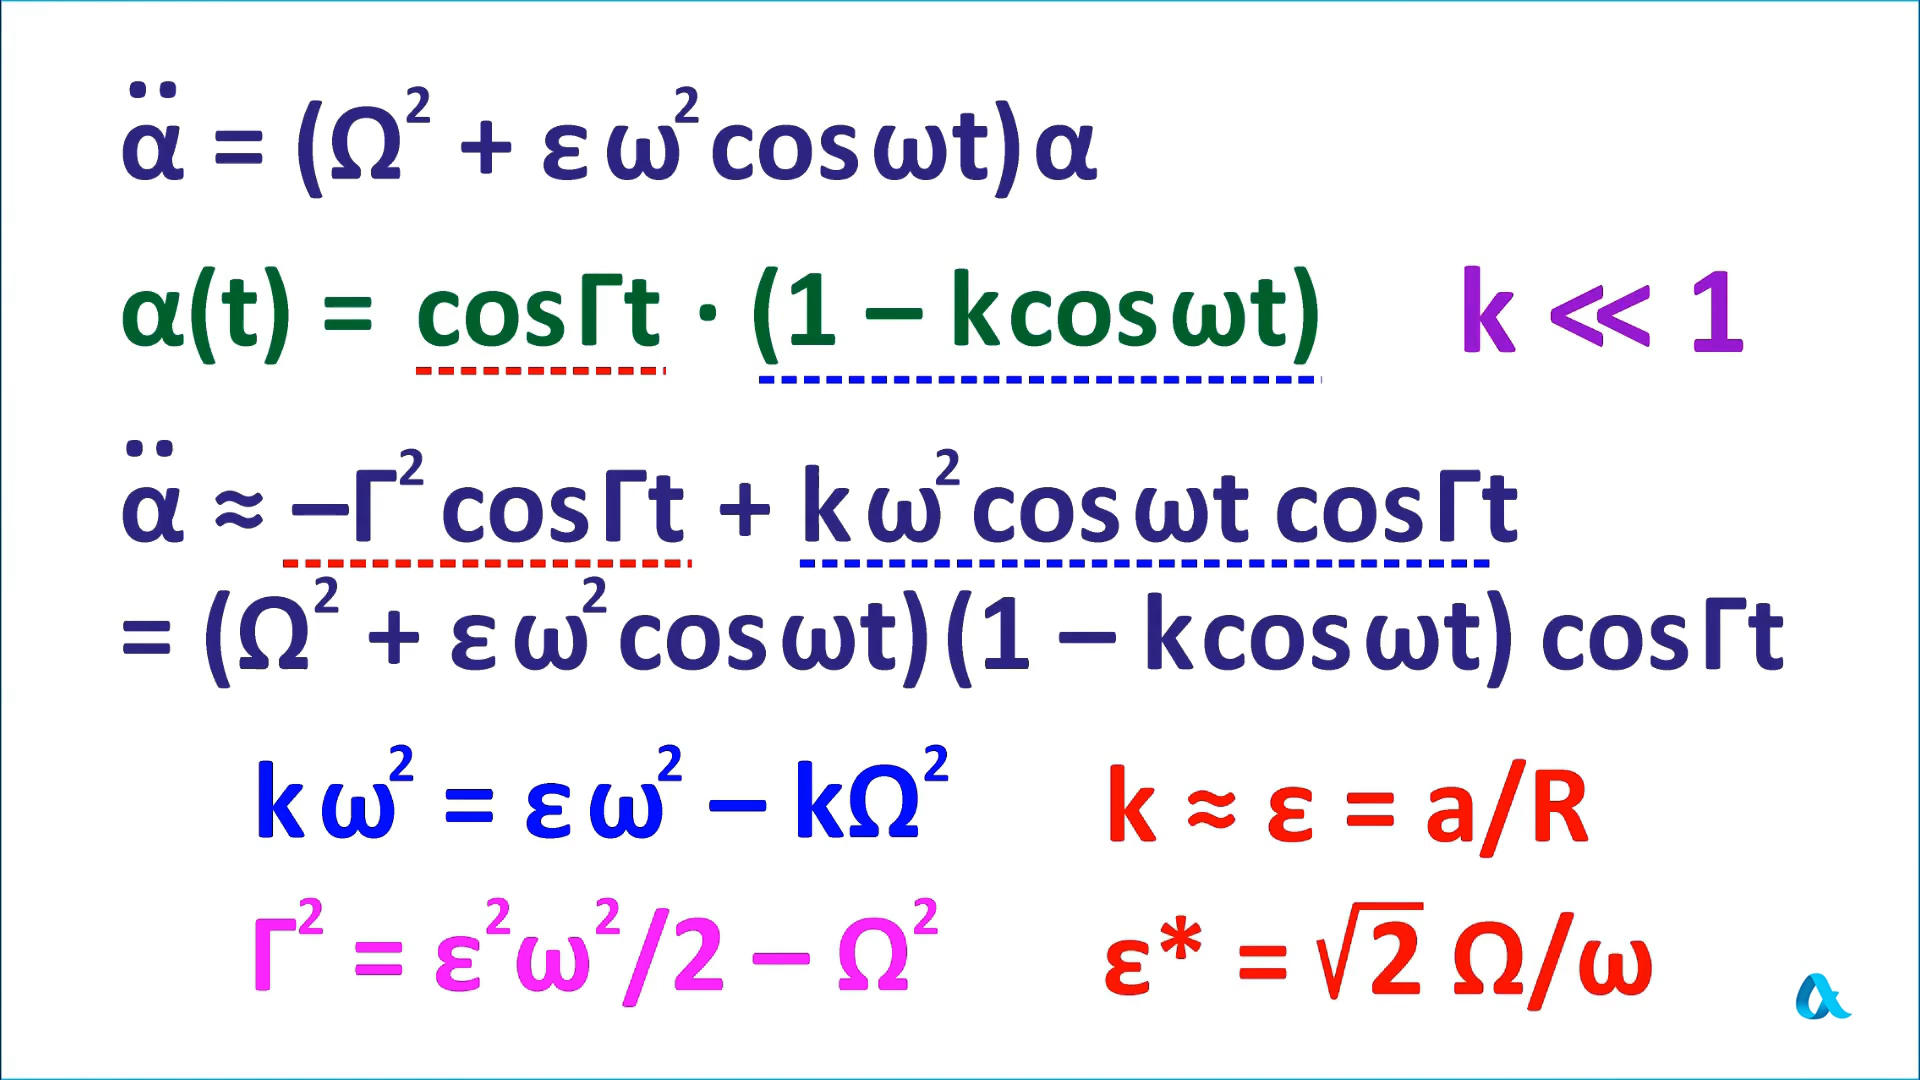 α̈ = (Ω² + εω²cosωt)α
α(t) = cosΓt · (1 – kcosωt) k << 1
α̈ ≈ –Γ²cosΓt + kω²cosωt cosΓt
= (Ω² + εω²cosωt)(1 – kcosωt) cosΓt
kω² = εω² – kΩ² k ≈ ε = a/R
Γ² = ε²ω²/2 – Ω² ε* = √2 Ω/ω